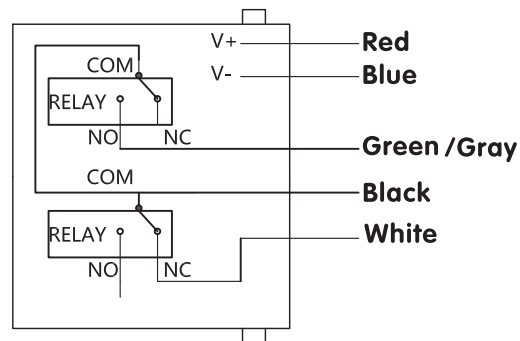 V+ Red
COM V- Blue
RELAY
NO NC Green/Gray
COM Black
RELAY White
NO NC